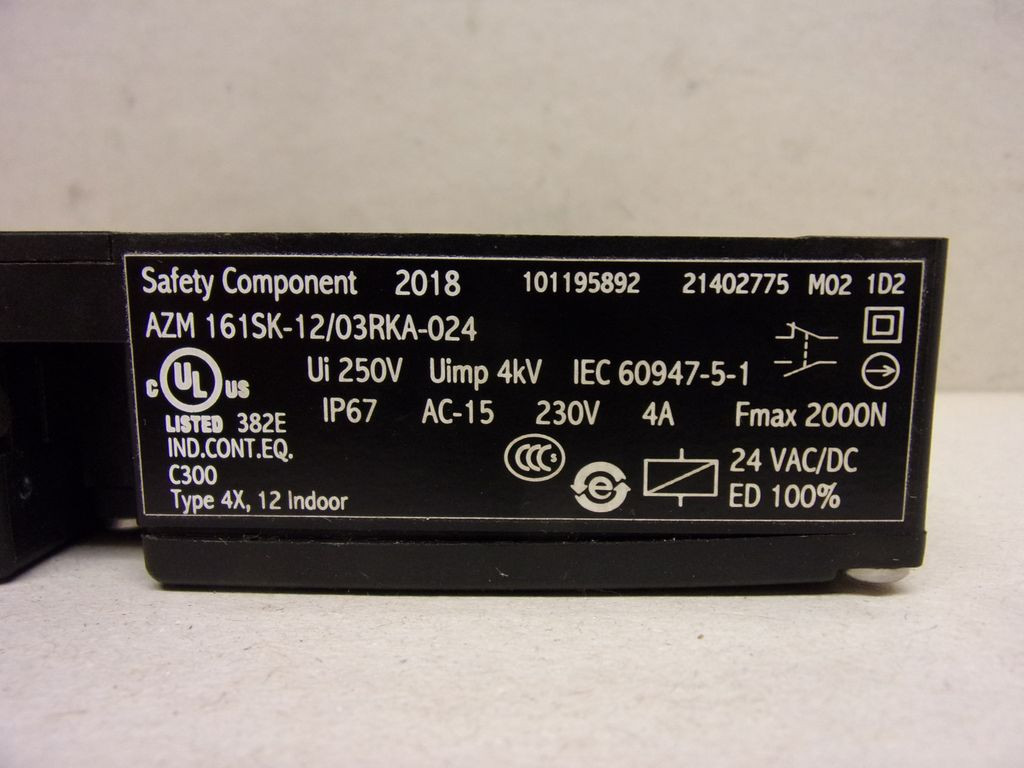 Safety Component 2018 101195892 21402775 M02 1D2
AZM 161SK-12/03RKA-024
C UL US Ui 250V Uimp 4kV IEC 60947-5-1
LISTED 382E IP67 AC-15 230V 4A Fmax 2000N
IND.CONT.EQ.
C300 CCC S e 24 VAC/DC
Type 4X, 12 Indoor ED 100%